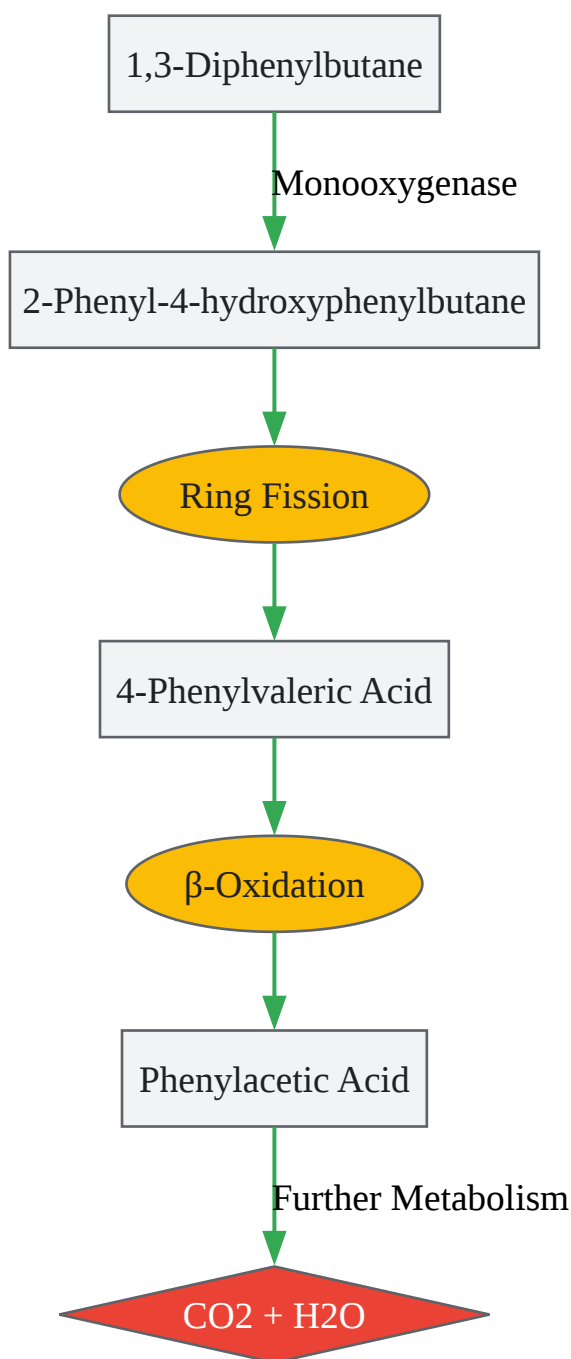 1,3-Diphenylbutane
Monooxygenase
2-Phenyl-4-hydroxyphenylbutane
Ring Fission
4-Phenylvaleric Acid
β-Oxidation
Phenylacetic Acid
Further Metabolism
CO2 + H2O